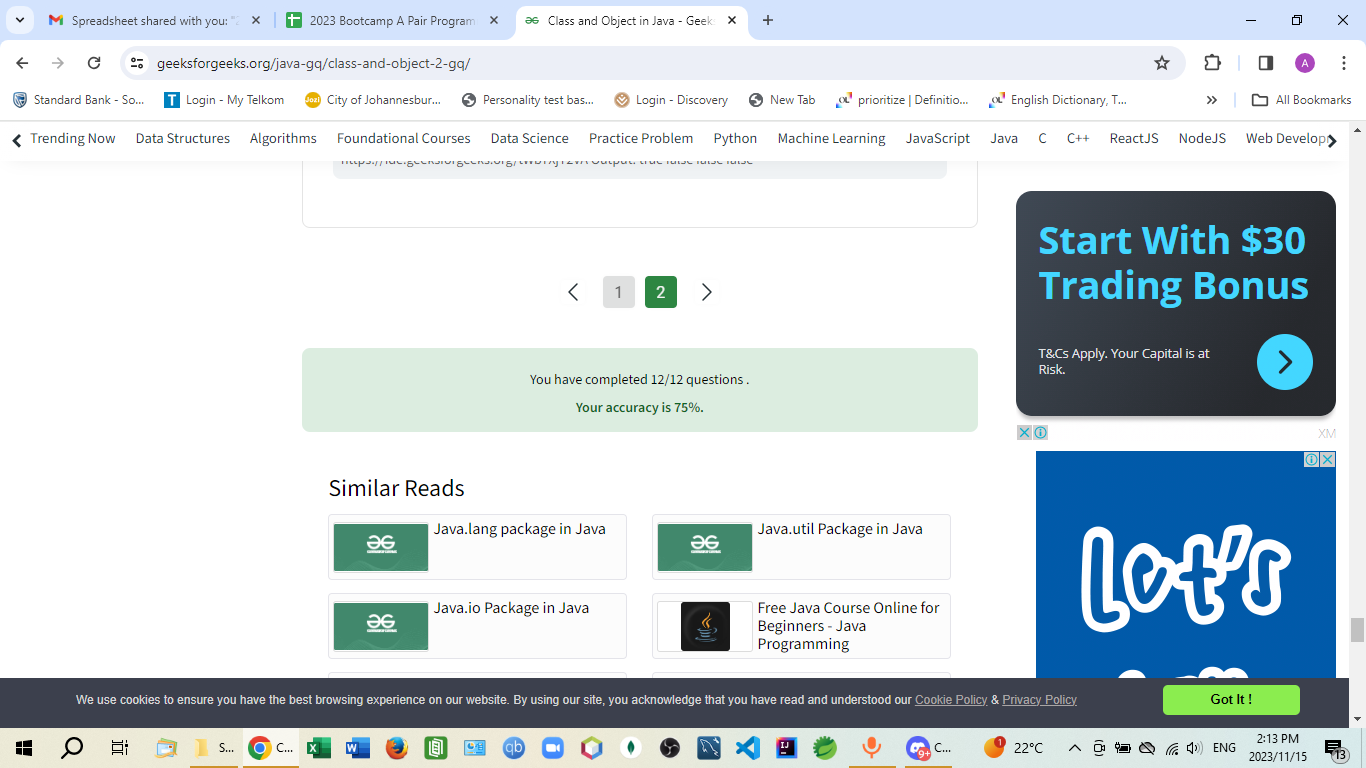 Spreadsheet shared with you: "
2023 Bootcamp A Pair Program
Class and Object in Java - Geek
geeksforgeeks.org/java-gq/class-and-object-2-gq/
A
Standard Bank - So...
Login - My Telkom
City of Johannesbur...
Personality test bas...
Login - Discovery
New Tab
prioritize | Definitio...
English Dictionary, T...
All Bookmarks
Trending Now Data Structures Algorithms Foundational Courses Data Science Practice Problem Python Machine Learning JavaScript Java C C++ ReactJS NodeJS Web Develop
Output: true false false false
1 2
You have completed 12/12 questions .
Your accuracy is 75%.
Similar Reads
Java.lang package in Java
Java.util Package in Java
Java.io Package in Java
Free Java Course Online for
Beginners - Java
Programming
Start With $30
Trading Bonus
T&Cs Apply. Your Capital is at
Risk.
XM
Let's
We use cookies to ensure you have the best browsing experience on our website. By using our site, you acknowledge that you have read and understood our Cookie Policy & Privacy Policy
Got It !
S...
C...
qb
C...
9+
1
22°C
ENG
2:13 PM
2023/11/15
13